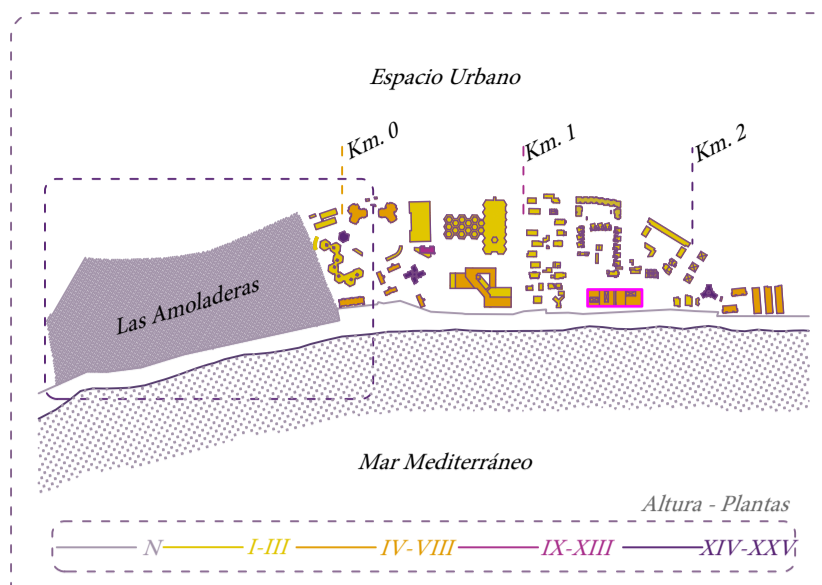 Espacio Urbano
Km. 0
Km. 1
Km. 2
Las Amoladeras
Mar Mediterráneo
Altura - Plantas
N I-III IV-VIII IX-XIII XIV-XXV